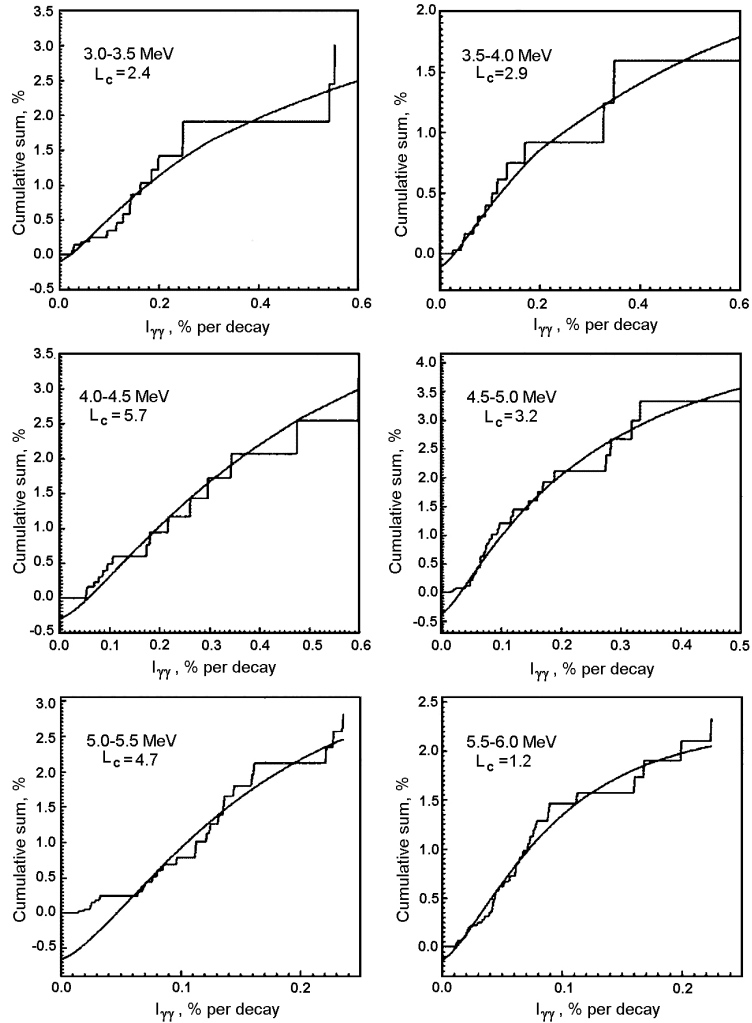 3.5
3.0
2.5
2.0
1.5
1.0
0.5
0.0
-0.5
Cumulative sum, %
3.0-3.5 MeV
Lc=2.4
0.0 0.2 0.4 0.6
Iγγ , % per decay
2.0
1.5
1.0
0.5
0.0
Cumulative sum, %
3.5-4.0 MeV
Lc=2.9
0.0 0.2 0.4 0.6
Iγγ , % per decay
3.5
3.0
2.5
2.0
1.5
1.0
0.5
0.0
-0.5
Cumulative sum, %
4.0-4.5 MeV
Lc=5.7
0.0 0.1 0.2 0.3 0.4 0.5 0.6
Iγγ , % per decay
4.0
3.5
3.0
2.5
2.0
1.5
1.0
0.5
0.0
-0.5
Cumulative sum, %
4.5-5.0 MeV
Lc=3.2
0.0 0.1 0.2 0.3 0.4 0.5
Iγγ , % per decay
3.0
2.5
2.0
1.5
1.0
0.5
0.0
-0.5
Cumulative sum, %
5.0-5.5 MeV
Lc=4.7
0.0 0.1 0.2
Iγγ , % per decay
2.5
2.0
1.5
1.0
0.5
0.0
Cumulative sum, %
5.5-6.0 MeV
Lc=1.2
0.0 0.1 0.2
Iγγ , % per decay